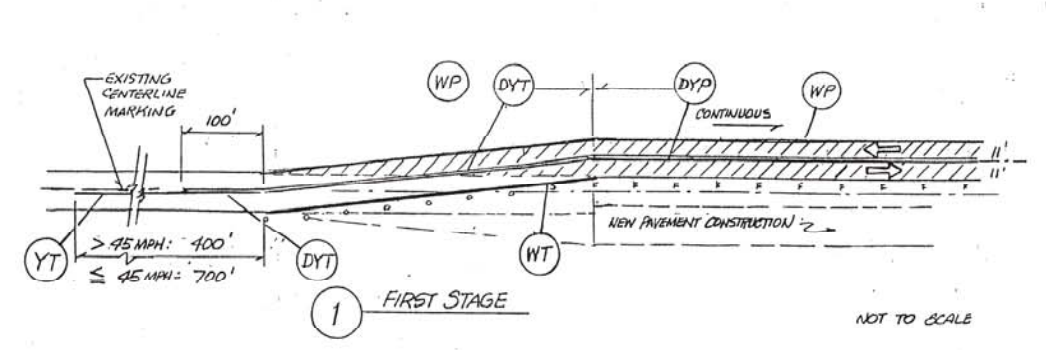 EXISTING
CENTERLINE
MARKING
100'
WP
DYT
DYP
WP
CONTINUOUS
11'
11'
NEW PAVEMENT CONSTRUCTION
YT
> 45 MPH: 400'
≤ 45 MPH: 700'
DYT
WT
1 FIRST STAGE
NOT TO SCALE